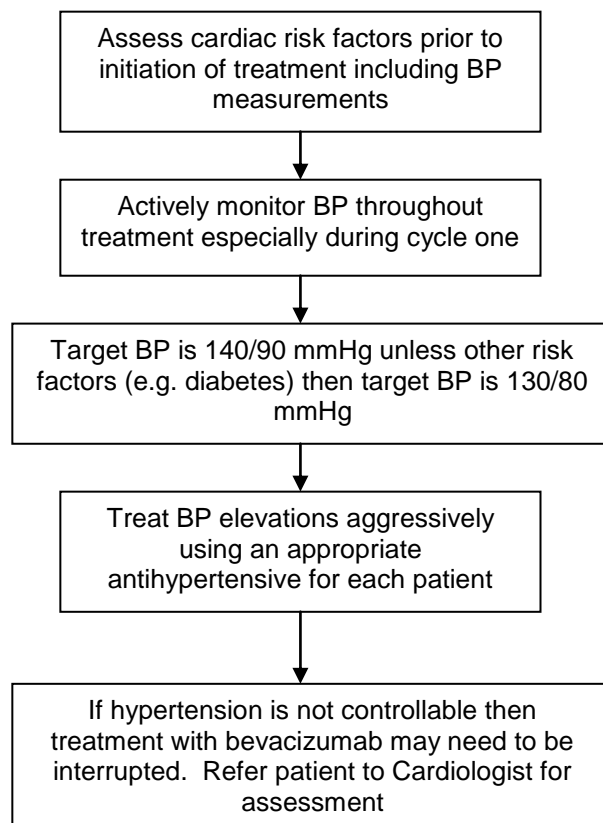 Assess cardiac risk factors prior to
initiation of treatment including BP
measurements
Actively monitor BP throughout
treatment especially during cycle one
Target BP is 140/90 mmHg unless other risk
factors (e.g. diabetes) then target BP is 130/80
mmHg
Treat BP elevations aggressively
using an appropriate
antihypertensive for each patient
If hypertension is not controllable then
treatment with bevacizumab may need to be
interrupted.  Refer patient to Cardiologist for
assessment